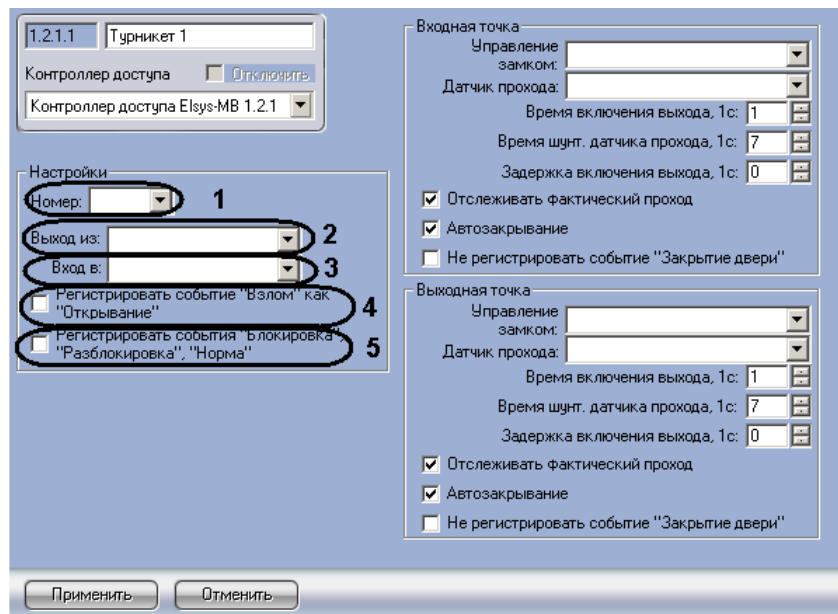 1.2.1.1 Турникет 1
Контроллер доступа Отключить
Контроллер доступа Elsys-MB 1.2.1
Настройки
Номер: 1
Выход из: 2
Вход в: 3
Регистрировать событие "Взлом" как
"Открывание" 4
Регистрировать события "Блокировка"
"Разблокировка", "Норма" 5
Входная точка
Управление
замком:
Датчик прохода:
Время включения выхода, 1с: 1
Время шунт. датчика прохода, 1с: 7
Задержка включения выхода, 1с: 0
Отслеживать фактический проход
Автозакрывание
Не регистрировать событие "Закрытие двери"
Выходная точка
Управление
замком:
Датчик прохода:
Время включения выхода, 1с: 1
Время шунт. датчика прохода, 1с: 7
Задержка включения выхода, 1с: 0
Отслеживать фактический проход
Автозакрывание
Не регистрировать событие "Закрытие двери"
Применить Отменить